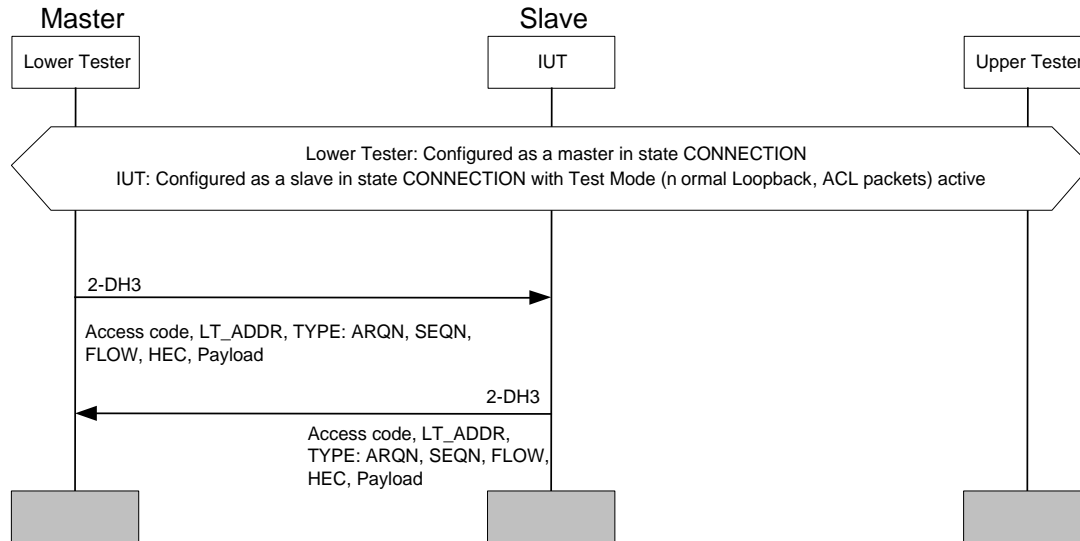 Master
Slave
Lower Tester
IUT
Upper Tester
Lower Tester: Configured as a master in state CONNECTION
IUT: Configured as a slave in state CONNECTION with Test Mode (n ormal Loopback, ACL packets) active
2-DH3
Access code, LT_ADDR, TYPE: ARQN, SEQN,
FLOW, HEC, Payload
2-DH3
Access code, LT_ADDR,
TYPE: ARQN, SEQN, FLOW,
HEC, Payload